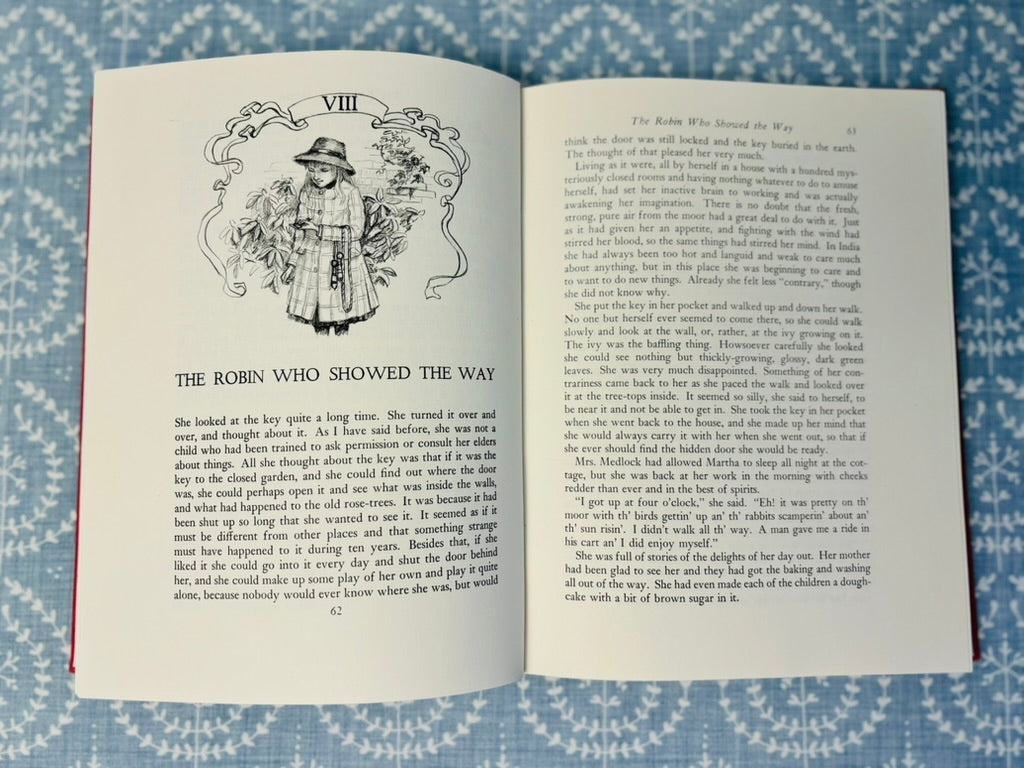 VIII
THE ROBIN WHO SHOWED THE WAY
She looked at the key quite a long time. She turned it over and
over, and thought about it. As I have said before, she was not a
child who had been trained to ask permission or consult her elders
about things. All she thought about the key was that if it was the
key to the closed garden, and she could find out where the door
was, she could perhaps open it and see what was inside the walls,
and what had happened to the old rose-trees. It was because it had
been shut up so long that she wanted to see it. It seemed as if it
must be different from other places and that something strange
must have happened to it during ten years. Besides that, if she
liked it she could go into it every day and shut the door behind
her, and she could make up some play of her own and play it quite
alone, because nobody would ever know where she was, but would
62
The Robin Who Showed the Way 63
think the door was still locked and the key buried in the earth.
The thought of that pleased her very much.
Living as it were, all by herself in a house with a hundred mys-
teriously closed rooms and having nothing whatever to do to amuse
herself, had set her inactive brain to working and was actually
awakening her imagination. There is no doubt that the fresh,
strong, pure air from the moor had a great deal to do with it. Just
as it had given her an appetite, and fighting with the wind had
stirred her blood, so the same things had stirred her mind. In India
she had always been too hot and languid and weak to care much
about anything, but in this place she was beginning to care and
to want to do new things. Already she felt less "contrary," though
she did not know why.
She put the key in her pocket and walked up and down her walk.
No one but herself ever seemed to come there, so she could walk
slowly and look at the wall, or, rather, at the ivy growing on it.
The ivy was the baffling thing. Howsoever carefully she looked
she could see nothing but thickly-growing, glossy, dark green
leaves. She was very much disappointed. Something of her con-
trariness came back to her as she paced the walk and looked over
it at the tree-tops inside. It seemed so silly, she said to herself, to
be near it and not be able to get in. She took the key in her pocket
when she went back to the house, and she made up her mind that
she would always carry it with her when she went out, so that if
she ever should find the hidden door she would be ready.
Mrs. Medlock had allowed Martha to sleep all night at the cot-
tage, but she was back at her work in the morning with cheeks
redder than ever and in the best of spirits.
"I got up at four o'clock," she said. "Eh! it was pretty on th'
moor with th' birds gettin' up an' th' rabbits scamperin' about an'
th' sun risin'. I didn't walk all th' way. A man gave me a ride in
his cart an' I did enjoy myself."
She was full of stories of the delights of her day out. Her mother
had been glad to see her and they had got the baking and washing
all out of the way. She had even made each of the children a dough-
cake with a bit of brown sugar in it.